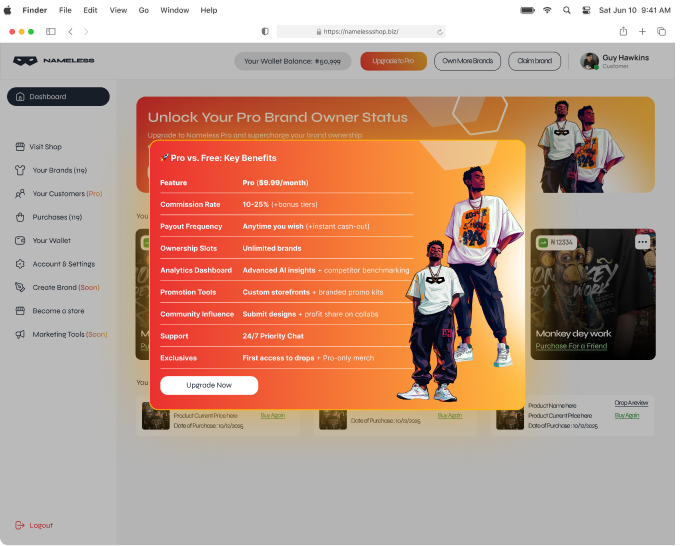 Finder File Edit View Go Window Help
Sat Jun 10 9:41 AM
https://namelessshop.biz/
NAMELESS
Your Wallet Balance: ₦50,999
Upgrade to Pro
Own More Brands
Claim brand
Guy Hawkins
Customer
Dashboard
Visit Shop
Your Brands (119)
Your Customers (Pro)
Purchases (119)
Your Wallet
Account & Settings
Create Brand (Soon)
Become a store
Marketing Tools (Soon)
Logout
Unlock Your Pro Brand Owner Status
Upgrade to Nameless Pro and supercharge your brand ownership
You
Pro vs. Free: Key Benefits
Feature Pro ($9.99/month)
Commission Rate 10-25% (+bonus tiers)
Payout Frequency Anytime you wish (+instant cash-out)
Ownership Slots Unlimited brands
Analytics Dashboard Advanced AI insights + competitor benchmarking
Promotion Tools Custom storefronts + branded promo kits
Community Influence Submit designs + profit share on collabs
Support 24/7 Priority Chat
Exclusives First access to drops + Pro-only merch
Upgrade Now
₦ 12334
Mo
Purc
Monkey dey work
Purchase For a Friend
You
Product Current Price here Buy Again
Date of Purchase : 10/12/2025
Buy Again
Date of Purchase : 10/12/2025
Product Name here Drop A review
Product Current Price here Buy Again
Date of Purchase : 10/12/2025